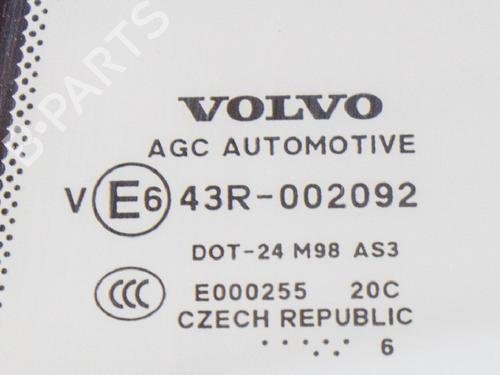 VOLVO
AGC AUTOMOTIVE
V E6 43R-002092
DOT-24 M98 AS3
CCC E000255 20C
CZECH REPUBLIC
6
B-PARTS